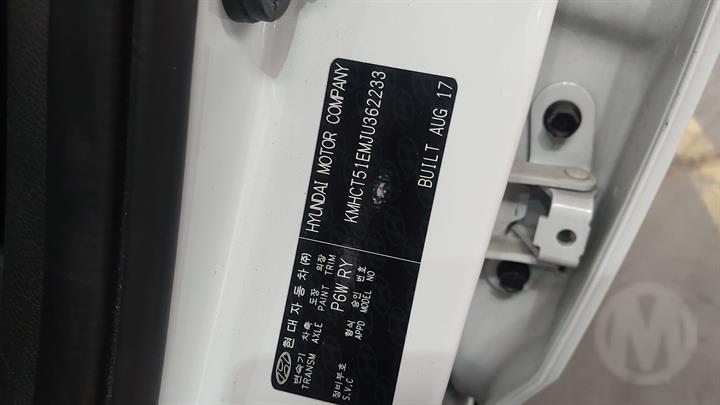 현대자동차(주) HYUNDAI MOTOR COMPANY
변속기 차축 도장 외장
TRANSM AXLE PAINT TRIM
P6W RY KMHCT51EMJU362233
정비부호 형식 승인 번호
S.V.C APPD MODEL NO
BUILT AUG 17
M